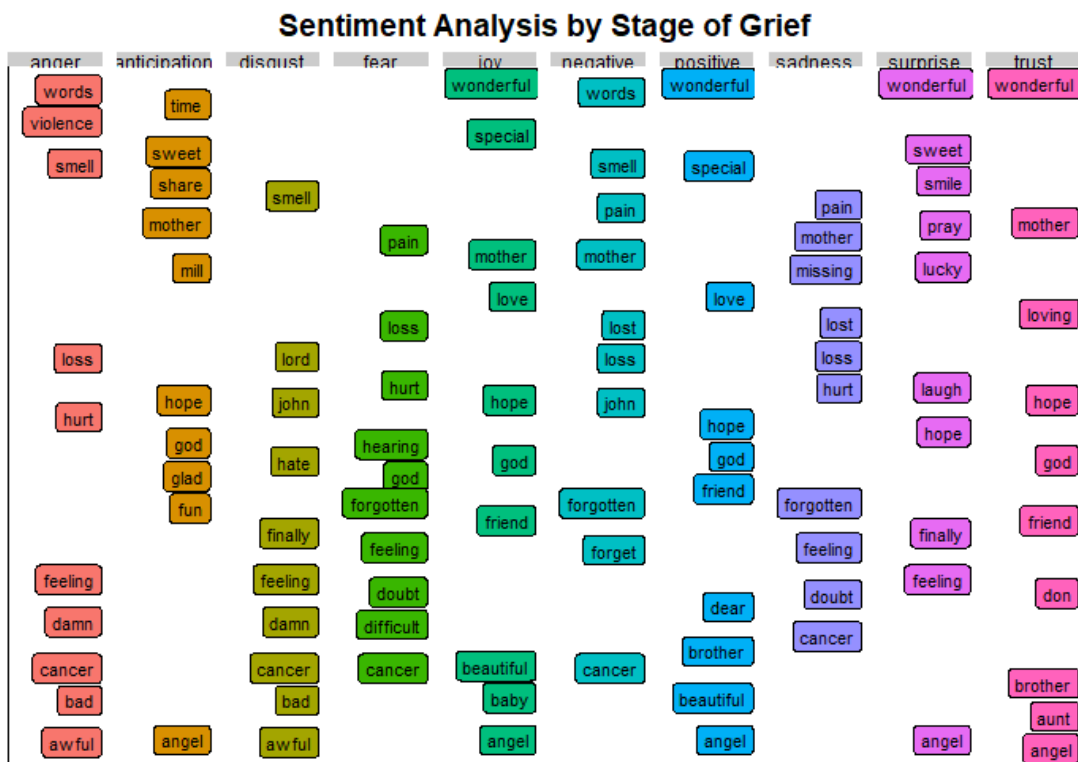 Sentiment Analysis by Stage of Grief
anger
words
violence
smell
loss
hurt
feeling
damn
cancer
bad
awful
anticipation
time
sweet
share
mother
mill
hope
god
glad
fun
angel
disgust
smell
lord
john
hate
finally
feeling
damn
cancer
bad
awful
fear
pain
loss
hurt
hearing
god
forgotten
feeling
doubt
difficult
cancer
joy
wonderful
special
mother
love
hope
god
friend
beautiful
baby
angel
negative
words
smell
pain
mother
lost
loss
john
forgotten
forget
cancer
positive
wonderful
special
love
hope
god
friend
dear
brother
beautiful
angel
sadness
pain
mother
missing
lost
loss
hurt
forgotten
feeling
doubt
cancer
surprise
wonderful
sweet
smile
pray
lucky
laugh
hope
finally
feeling
angel
trust
wonderful
mother
loving
hope
god
friend
don
brother
aunt
angel